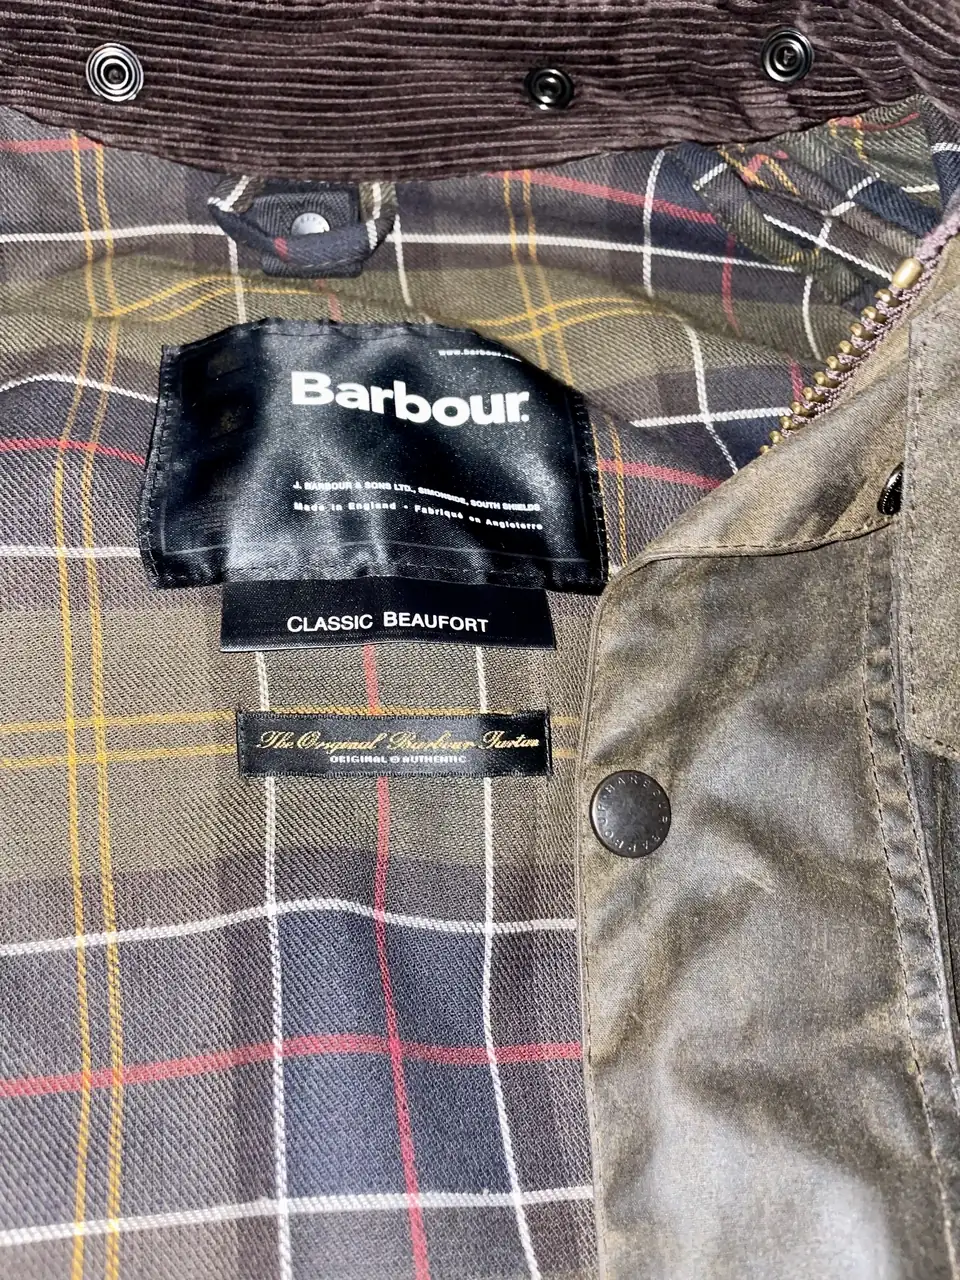 www.barbour.com
Barbour.
J. BARBOUR & SONS LTD., SIMONSIDE, SOUTH SHIELDS
Made in England • Fabriqué en Angleterre
CLASSIC BEAUFORT
The Original Barbour Tartan
ORIGINAL & AUTHENTIC
BARBOUR